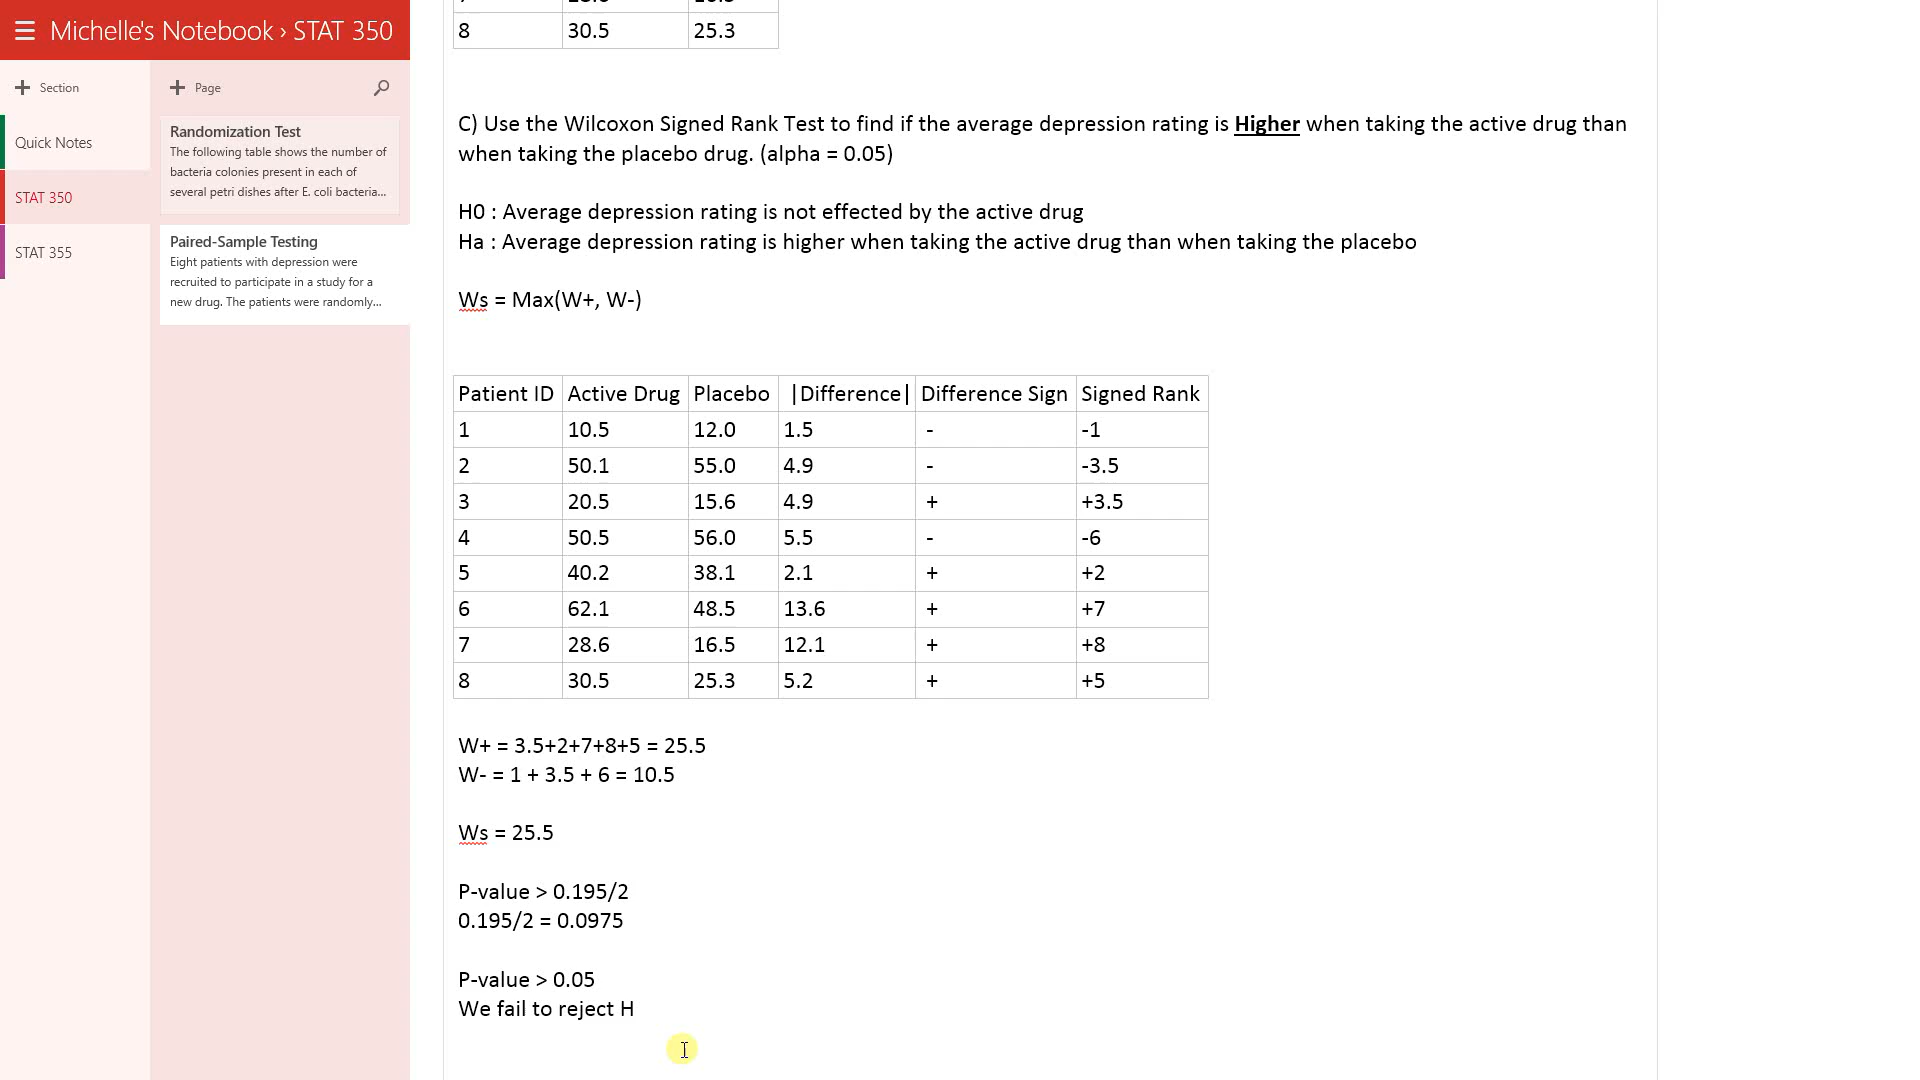 Michelle's Notebook › STAT 350
+ Section
+ Page
Quick Notes
STAT 350
STAT 355
Randomization Test
The following table shows the number of
bacteria colonies present in each of
several petri dishes after E. coli bacteria...
Paired-Sample Testing
Eight patients with depression were
recruited to participate in a study for a
new drug. The patients were randomly...
8 30.5 25.3
C) Use the Wilcoxon Signed Rank Test to find if the average depression rating is Higher when taking the active drug than
when taking the placebo drug. (alpha = 0.05)
H0 : Average depression rating is not effected by the active drug
Ha : Average depression rating is higher when taking the active drug than when taking the placebo
Ws = Max(W+, W-)
Patient ID Active Drug Placebo |Difference| Difference Sign Signed Rank
1 10.5 12.0 1.5 - -1
2 50.1 55.0 4.9 - -3.5
3 20.5 15.6 4.9 + +3.5
4 50.5 56.0 5.5 - -6
5 40.2 38.1 2.1 + +2
6 62.1 48.5 13.6 + +7
7 28.6 16.5 12.1 + +8
8 30.5 25.3 5.2 + +5
W+ = 3.5+2+7+8+5 = 25.5
W- = 1 + 3.5 + 6 = 10.5
Ws = 25.5
P-value > 0.195/2
0.195/2 = 0.0975
P-value > 0.05
We fail to reject H